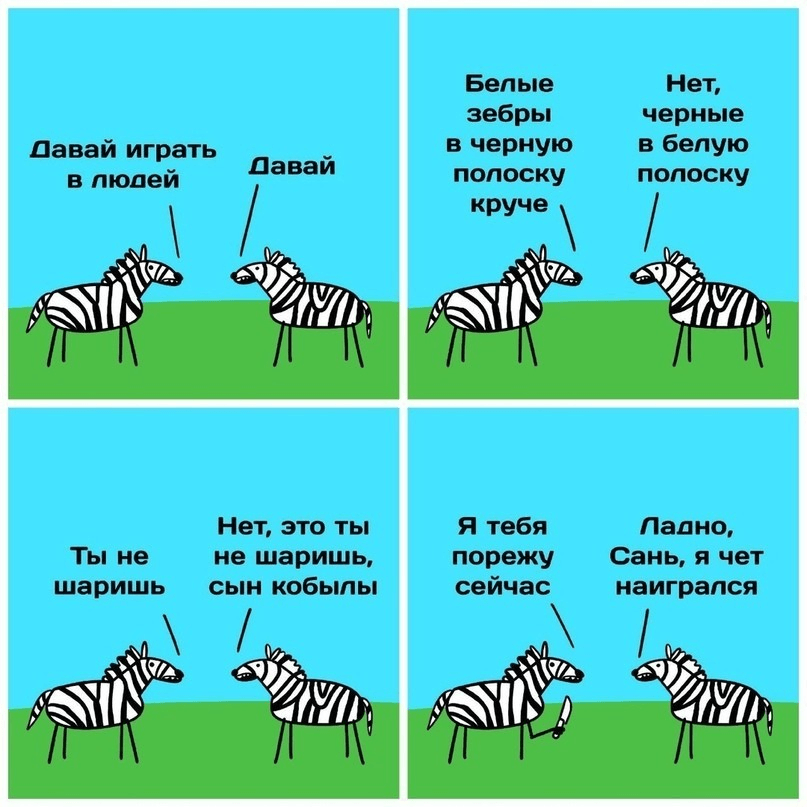 Давай играть
в людей
Давай
Белые
зебры
в черную
полоску
круче
Нет,
черные
в белую
полоску
Ты не
шаришь
Нет, это ты
не шаришь,
сын кобылы
Я тебя
порежу
сейчас
Ладно,
Сань, я чет
наигрался